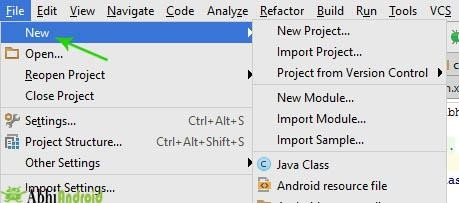 File Edit View Navigate Code Analyze Refactor Build Run Tools VCS
New
Open...
Reopen Project
Close Project
Settings... Ctrl+Alt+S
Project Structure... Ctrl+Alt+Shift+S
Other Settings
Import Settings...
AbhiAndroid
New Project...
Import Project...
Project from Version Control
New Module...
Import Module...
Import Sample...
Java Class
Android resource file